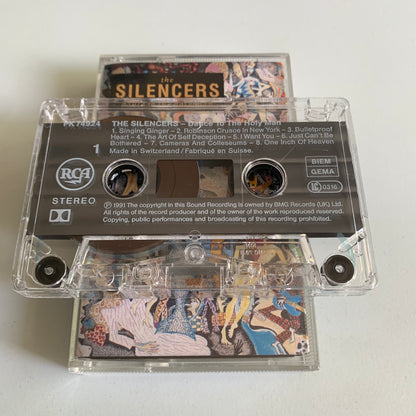 the
SILENCERS
PK 74924
THE SILENCERS – Dance To The Holy Man
1. Singing Ginger – 2. Robinson Crusoe In New York – 3. Bulletproof
Heart – 4. The Art Of Self Deception – 5. I Want You – 6. Just Can't Be
Bothered – 7. Cameras And Colleseums – 8. One Inch Of Heaven
Made in Switzerland / Fabriqué en Suisse.
1
RCA
STEREO
BIEM
GEMA
LC 0316
℗ 1991 The copyright in this Sound Recording is owned by BMG Records (UK) Ltd.
All rights of the record producer and of the owner of the work reproduced reserved.
Copying, public performances and broadcasting of this recording prohibited.